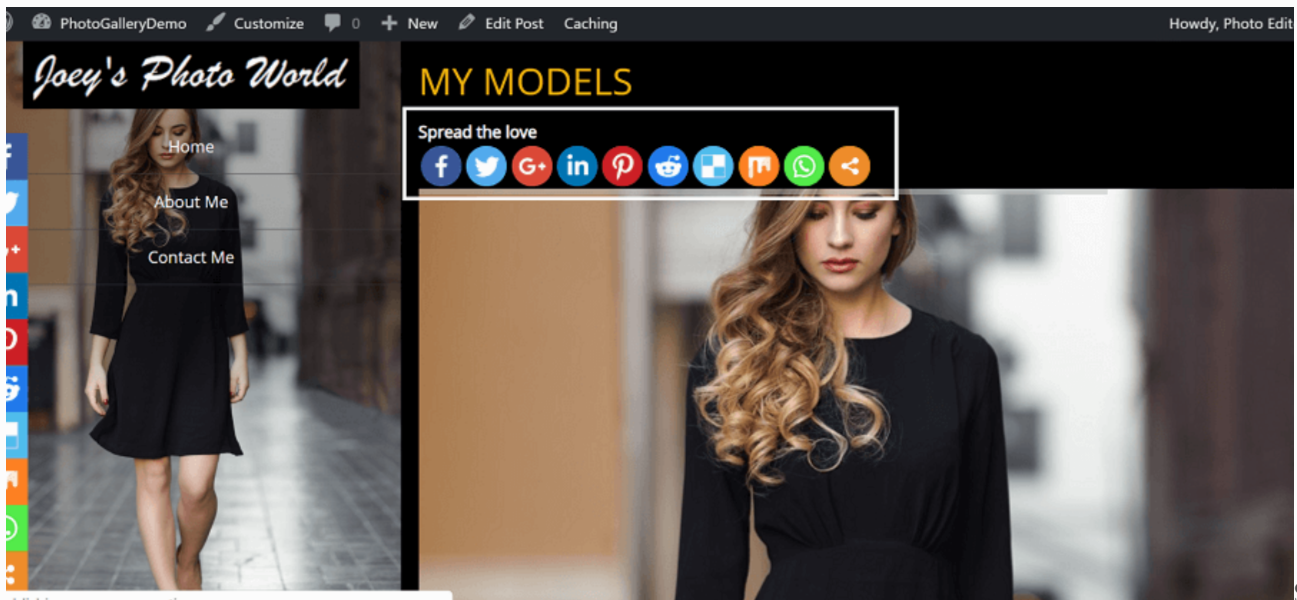 PhotoGalleryDemo Customize 0 New Edit Post Caching Howdy, Photo Edit
Joey's Photo World
Home
About Me
Contact Me
MY MODELS
Spread the love